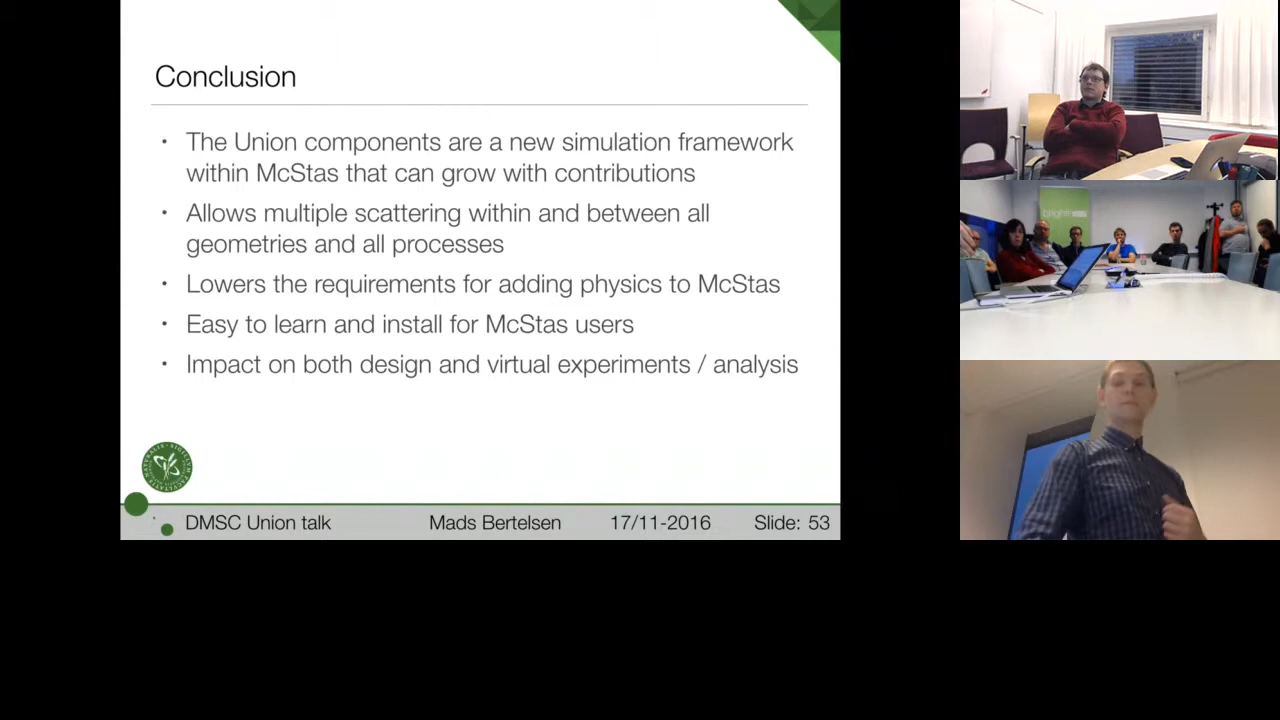 Conclusion
• The Union components are a new simulation framework
within McStas that can grow with contributions
• Allows multiple scattering within and between all
geometries and all processes
• Lowers the requirements for adding physics to McStas
• Easy to learn and install for McStas users
• Impact on both design and virtual experiments / analysis
DMSC Union talk Mads Bertelsen 17/11-2016 Slide: 53